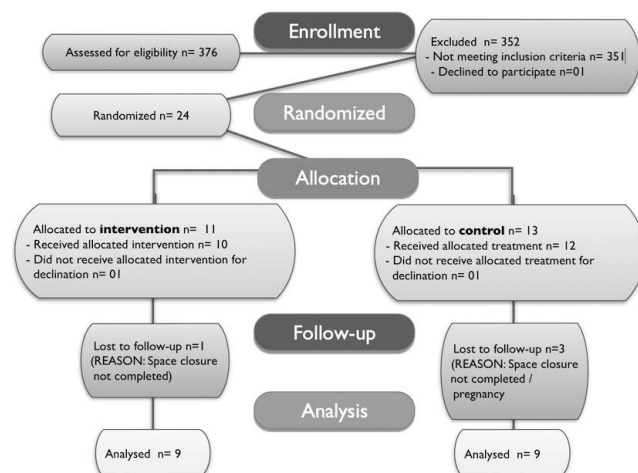 Enrollment
Assessed for eligibility n= 376
Excluded n= 352
- Not meeting inclusion criteria n= 351
- Declined to participate n=01
Randomized n= 24
Randomized
Allocation
Allocated to intervention n= 11
- Received allocated intervention n= 10
- Did not receive allocated intervention for
declination n= 01
Allocated to control n= 13
- Received allocated treatment n= 12
- Did not receive allocated treatment for
declination n= 01
Follow-up
Lost to follow-up n=1
(REASON: Space closure
not completed)
Lost to follow-up n=3
(REASON: Space closure
not completed /
pregnancy
Analysis
Analysed n= 9
Analysed n= 9